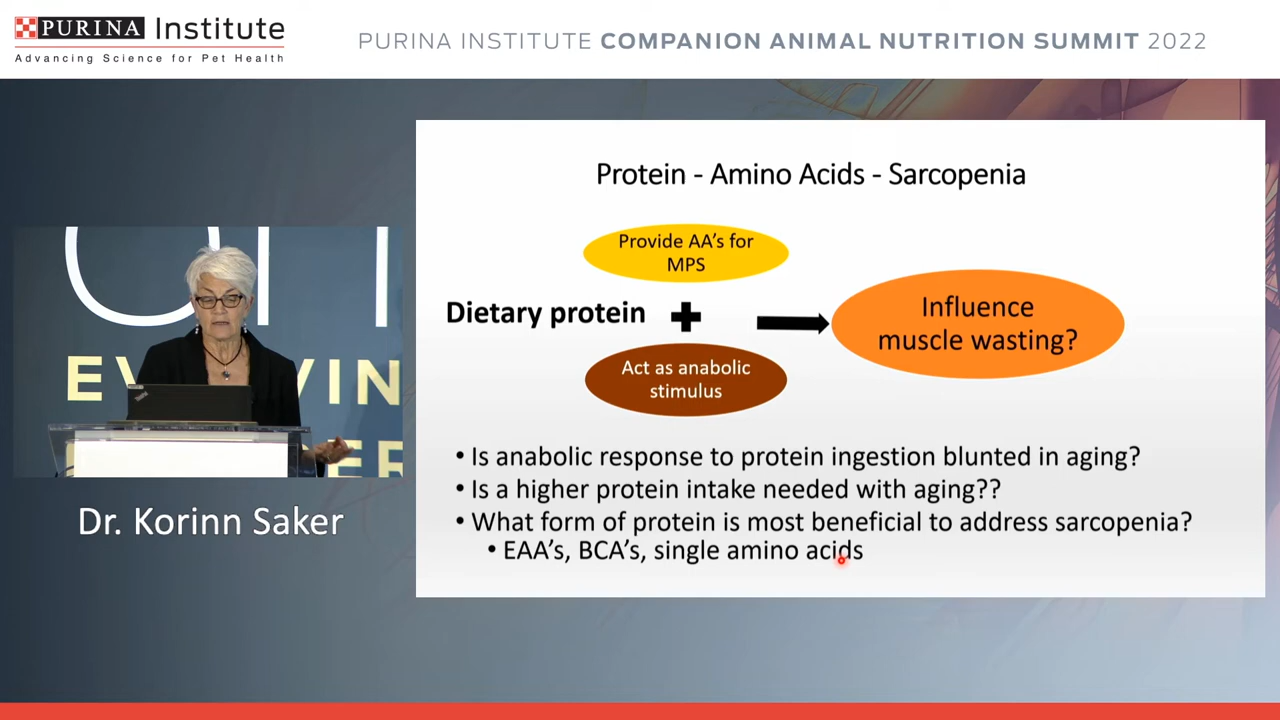 PURINA Institute
Advancing Science for Pet Health
PURINA INSTITUTE COMPANION ANIMAL NUTRITION SUMMIT 2022
Protein - Amino Acids - Sarcopenia
Provide AA's for
MPS
Dietary protein
Act as anabolic
stimulus
Influence
muscle wasting?
• Is anabolic response to protein ingestion blunted in aging?
• Is a higher protein intake needed with aging??
• What form of protein is most beneficial to address sarcopenia?
• EAA's, BCA's, single amino acids
Dr. Korinn Saker